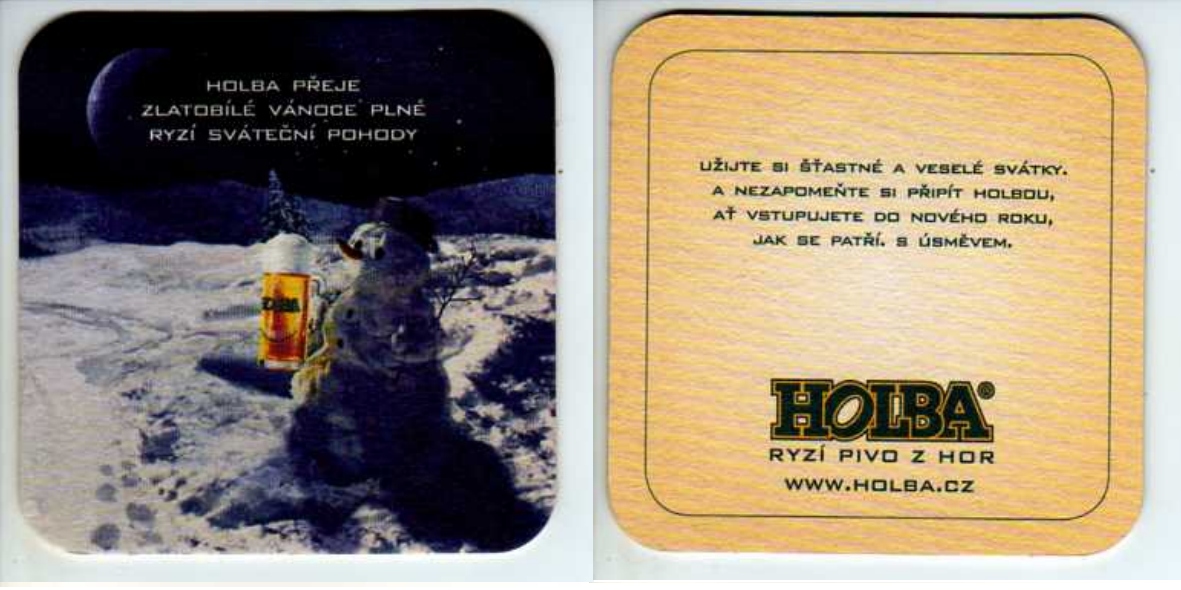 HOLBA PŘEJE
ZLATOBÍLÉ VÁNOCE PLNÉ
RYZÍ SVÁTEČNÍ POHODY
HOLBA
UŽIJTE SI ŠŤASTNÉ A VESELÉ SVÁTKY.
A NEZAPOMEŇTE SI PŘIPÍT HOLBOU,
AŤ VSTUPUJETE DO NOVÉHO ROKU,
JAK SE PATŘÍ. S ÚSMĚVEM.
HOLBA®
RYZÍ PIVO Z HOR
WWW.HOLBA.CZ